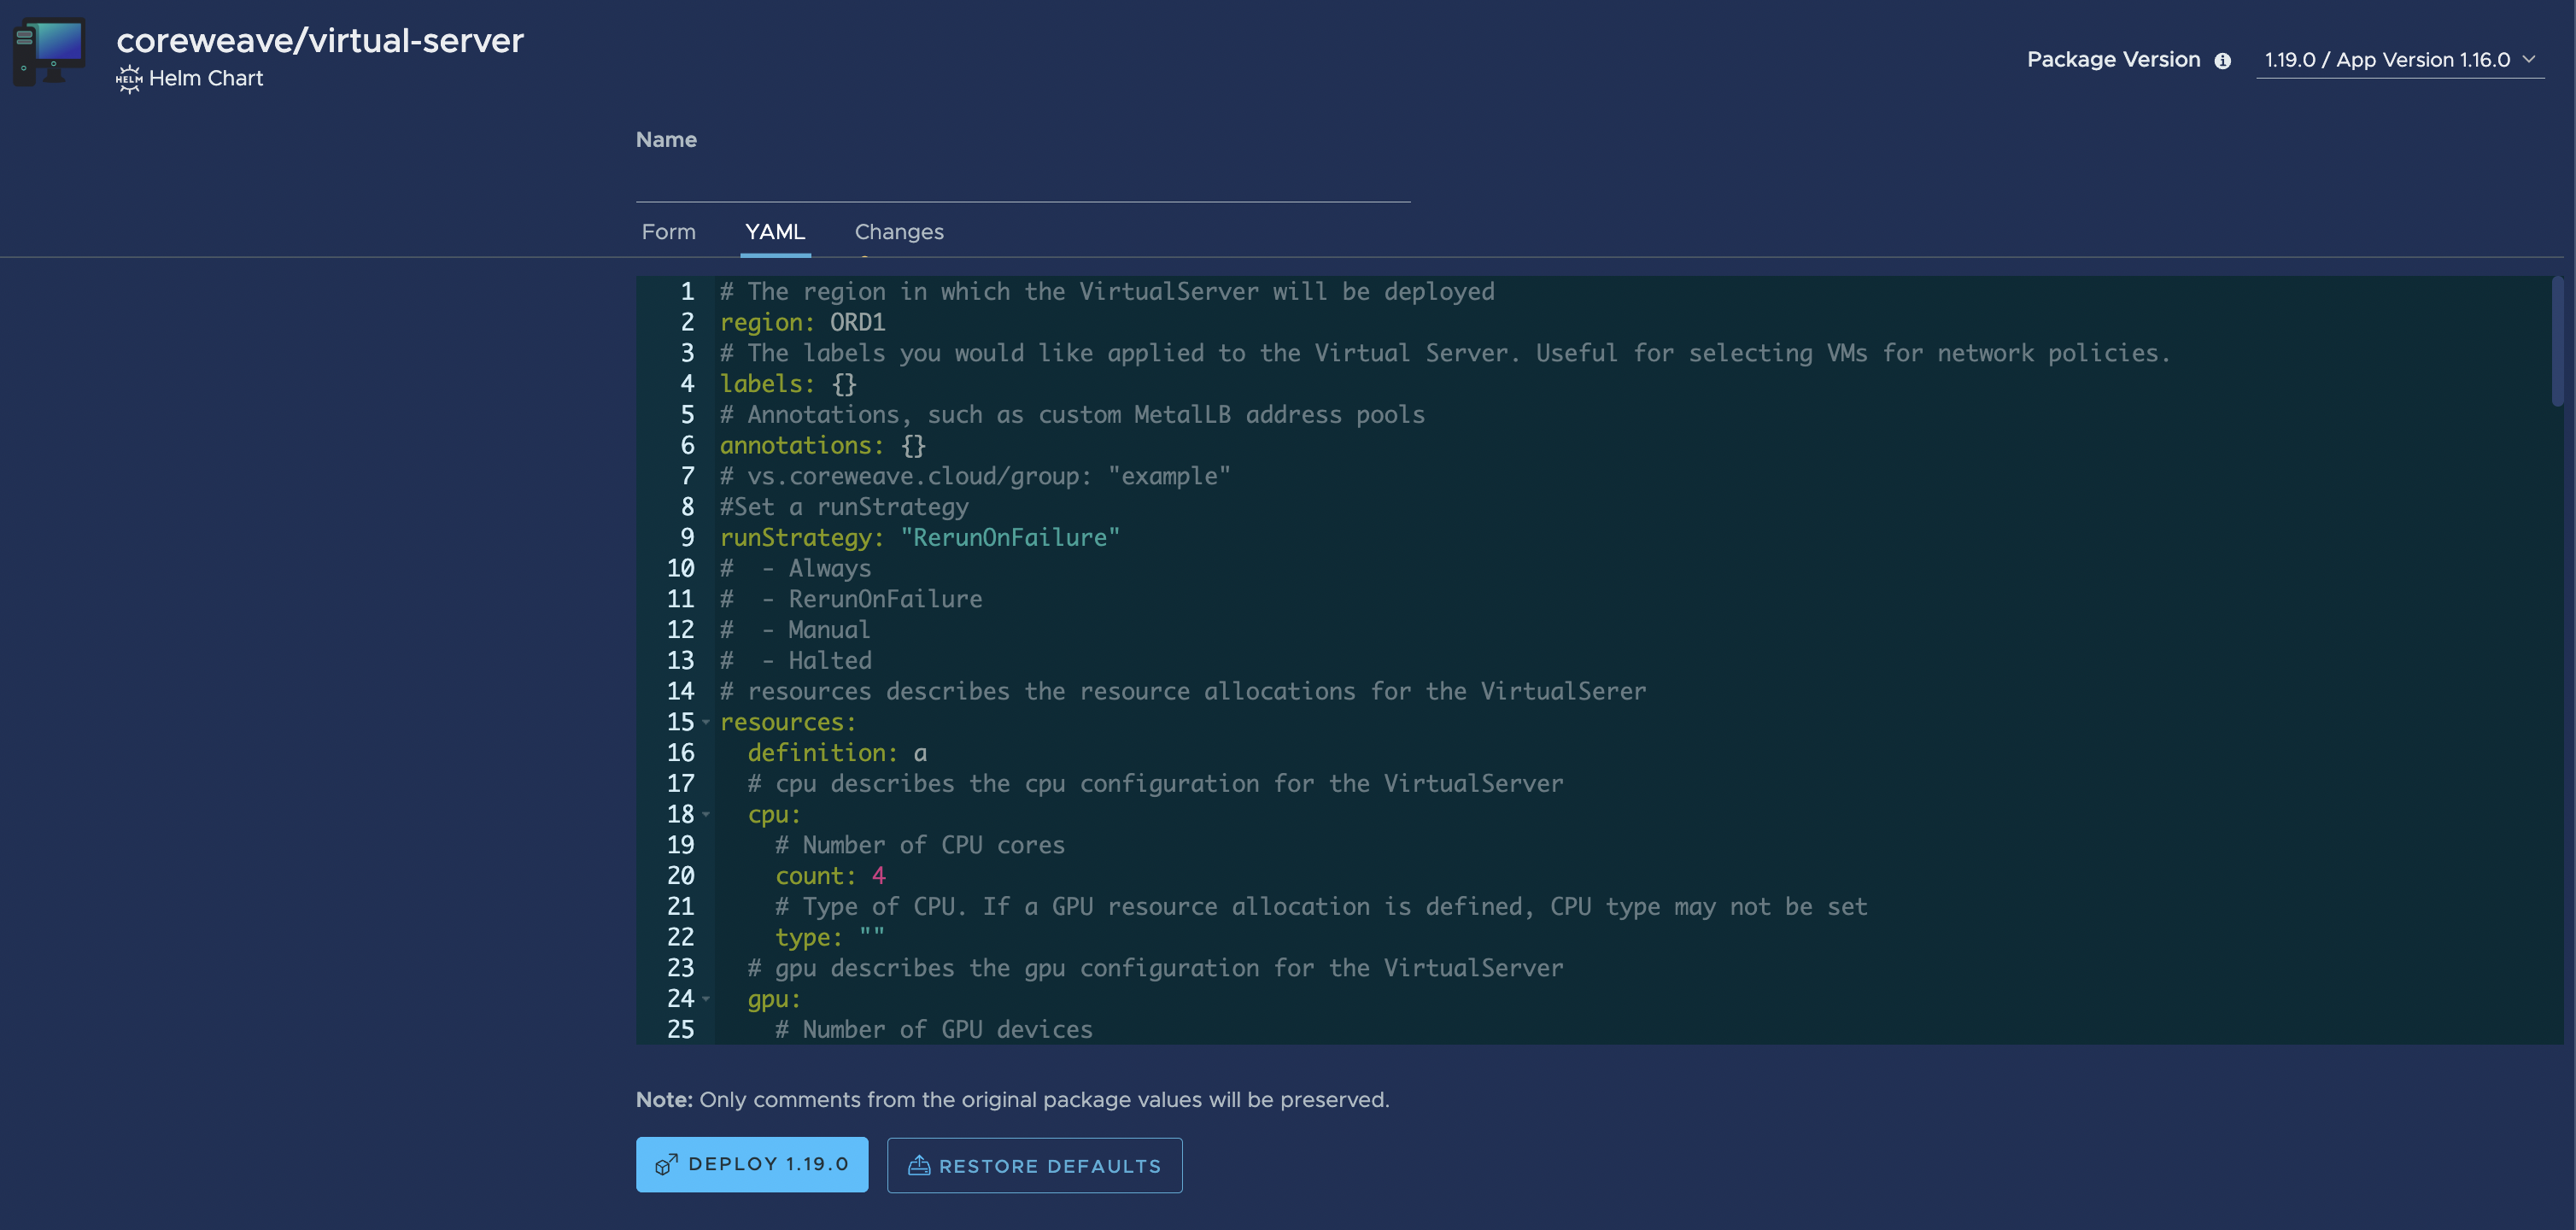 coreweave/virtual-server
HELM Helm Chart
Package Version 1.19.0 / App Version 1.16.0
Name
Form YAML Changes
1 # The region in which the VirtualServer will be deployed
2 region: ORD1
3 # The labels you would like applied to the Virtual Server. Useful for selecting VMs for network policies.
4 labels: {}
5 # Annotations, such as custom MetalLB address pools
6 annotations: {}
7 # vs.coreweave.cloud/group: "example"
8 #Set a runStrategy
9 runStrategy: "RerunOnFailure"
10 #  - Always
11 #  - RerunOnFailure
12 #  - Manual
13 #  - Halted
14 # resources describes the resource allocations for the VirtualSerer
15 resources:
16   definition: a
17   # cpu describes the cpu configuration for the VirtualServer
18   cpu:
19     # Number of CPU cores
20     count: 4
21     # Type of CPU. If a GPU resource allocation is defined, CPU type may not be set
22     type: ""
23   # gpu describes the gpu configuration for the VirtualServer
24   gpu:
25     # Number of GPU devices
Note: Only comments from the original package values will be preserved.
DEPLOY 1.19.0 RESTORE DEFAULTS